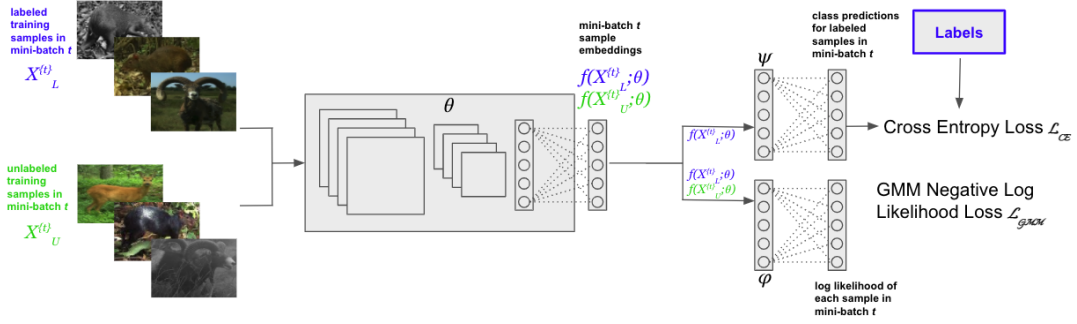 labeled
training
samples in
mini-batch t
X^{t}_L
unlabeled
training
samples in
mini-batch t
X^{t}_U
θ
mini-batch t
sample
embeddings
f(X^{t}_L;θ)
f(X^{t}_U;θ)
f(X^{t}_L;θ)
f(X^{t}_L;θ)
f(X^{t}_U;θ)
ψ
class predictions
for labeled
samples in
mini-batch t
Labels
Cross Entropy Loss ℒ_CE
GMM Negative Log
Likelihood Loss ℒ_GMM
φ
log likelihood of
each sample in
mini-batch t